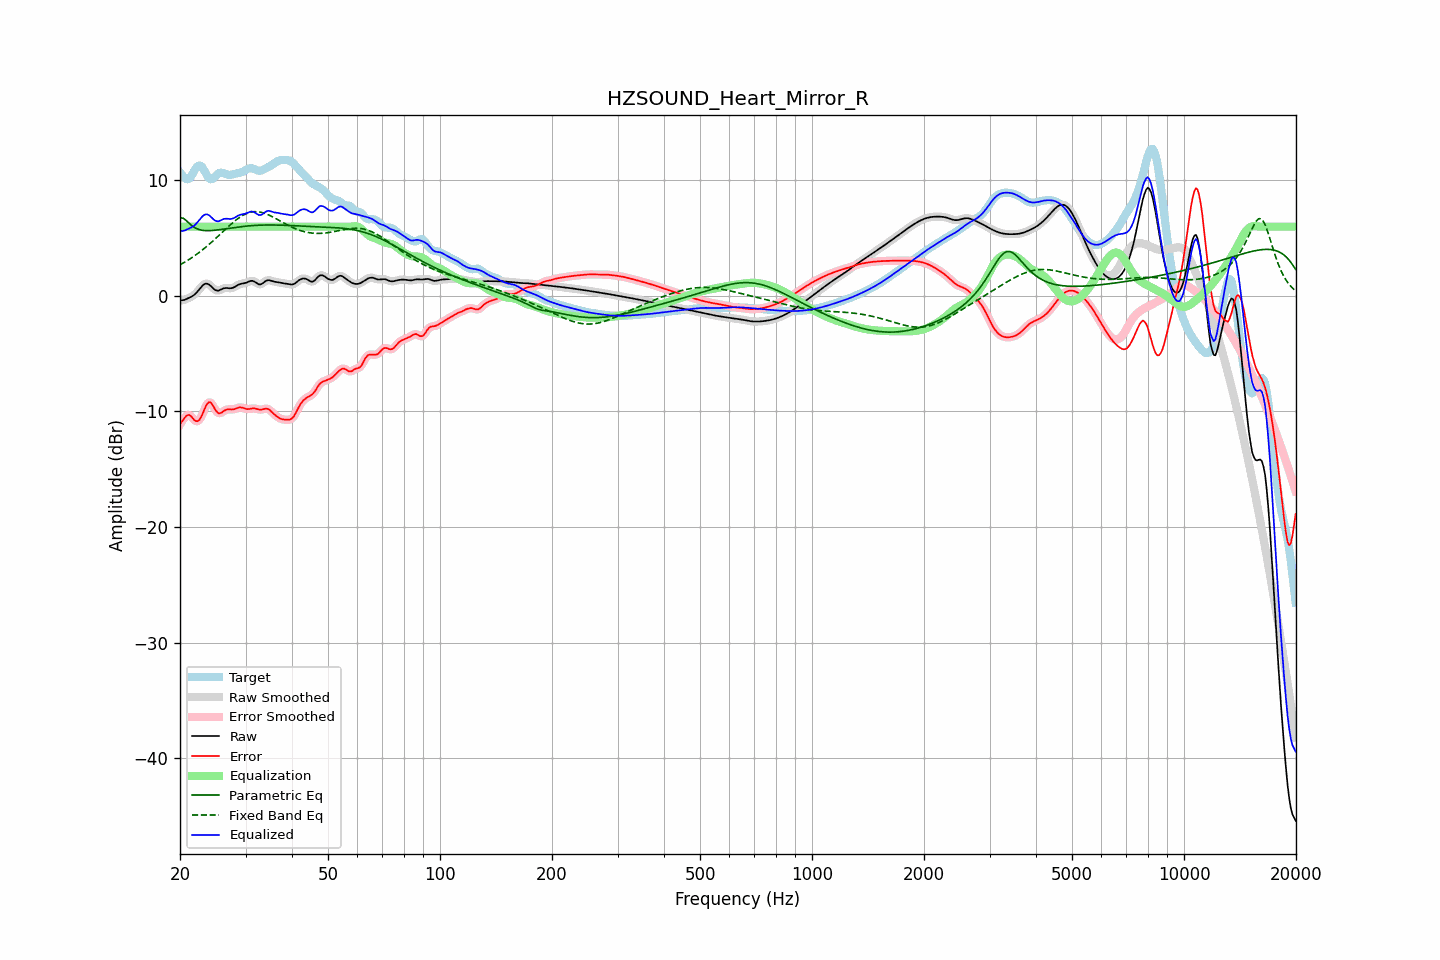 HZSOUND_Heart_Mirror_R
10
0
−10
−20
−30
−40
Amplitude (dBr)
Target
Raw Smoothed
Error Smoothed
Raw
Error
Equalization
Parametric Eq
Fixed Band Eq
Equalized
20 50 100 200 500 1000 2000 5000 10000 20000
Frequency (Hz)